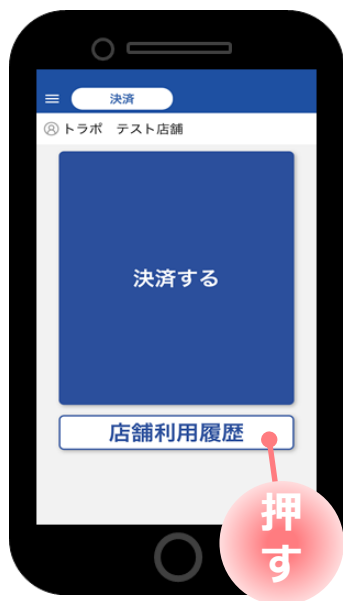 決済
トラポ　テスト店舗
決済する
店舗利用履歴
押
す